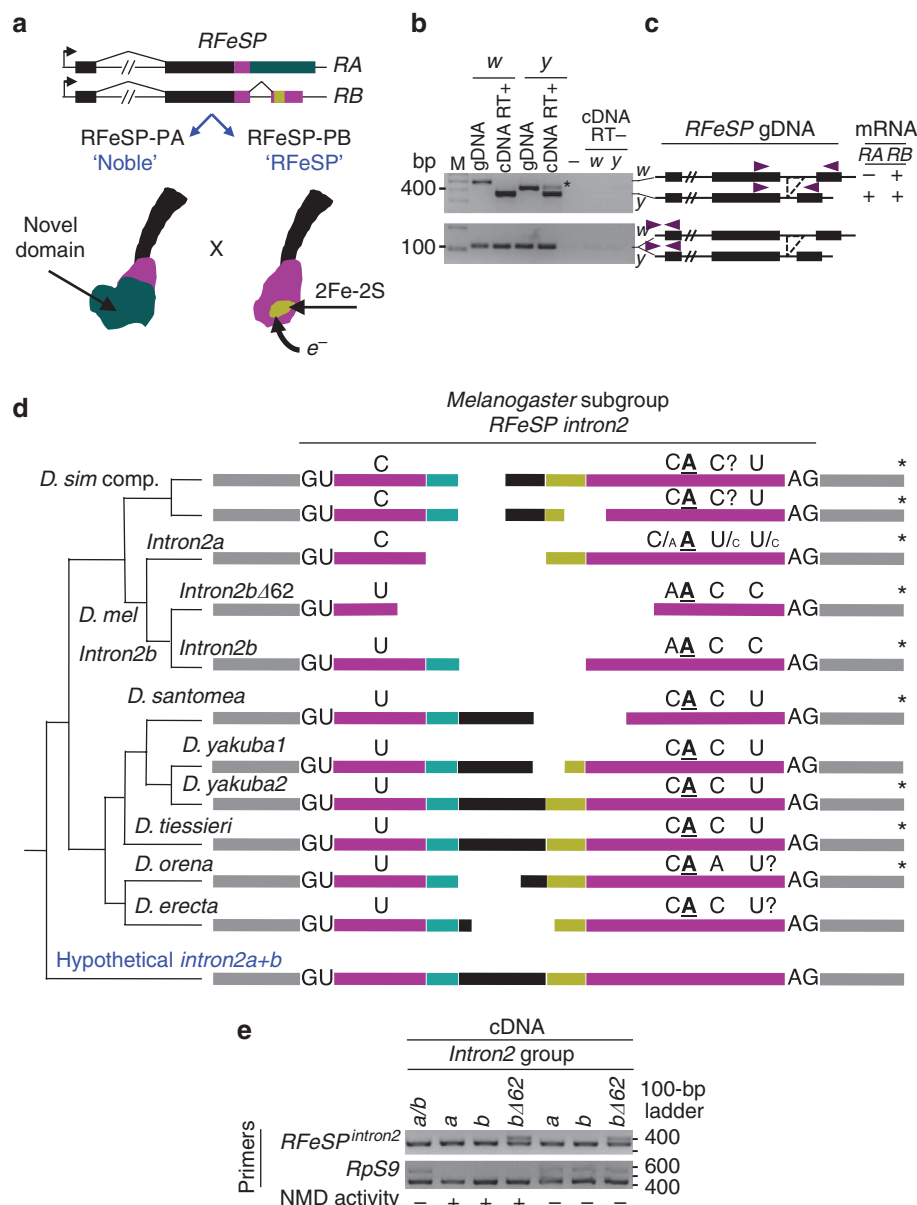 a
RFeSP
RA
RB
RFeSP-PA
RFeSP-PB
'Noble'
'RFeSP'
Novel
domain
X
2Fe-2S
e–
b
w
y
bp
M
gDNA
cDNA RT+
gDNA
cDNA RT+
–
cDNA
RT–
w
y
400
*
100
c
RFeSP gDNA
mRNA
RA RB
w
– +
y
+ +
w
y
d
Melanogaster subgroup
RFeSP intron2
D. sim comp.
C
CA C? U
GU
AG
*
C
CA C? U
GU
AG
*
Intron2a
C
C/A A U/C U/C
GU
AG
*
D. mel
Intron2bΔ62
U
AA C C
GU
AG
*
Intron2b
Intron2b
U
AA C C
GU
AG
*
D. santomea
U
CA C U
GU
AG
*
D. yakuba1
U
CA C U
GU
AG
D. yakuba2
U
CA C U
GU
AG
*
D. tiessieri
U
CA C U
GU
AG
*
D. orena
U
CA A U?
GU
AG
*
D. erecta
U
CA C U?
GU
AG
Hypothetical intron2a+b
GU
AG
e
cDNA
Intron2 group
a/b
a
b
bΔ62
a
b
bΔ62
100-bp
ladder
Primers
RFeSPintron2
400
RpS9
600
400
NMD activity
– + + + – – –